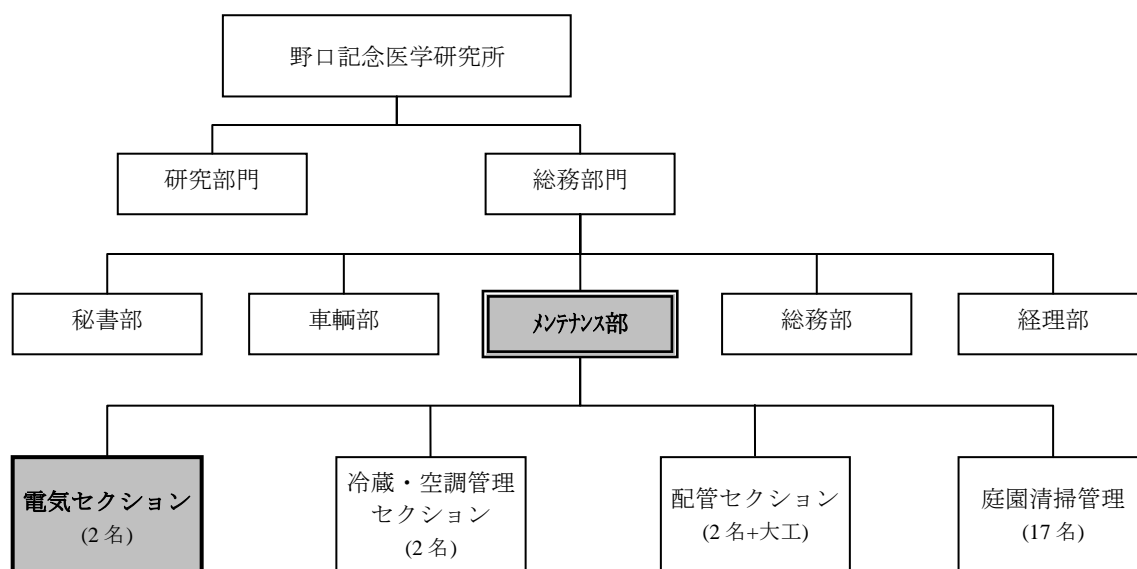 野口記念医学研究所
研究部門
総務部門
秘書部
車輌部
メンテナンス部
総務部
経理部
電気セクション
(2名)
冷蔵・空調管理
セクション
(2名)
配管セクション
(2名+大工)
庭園清掃管理
(17名)